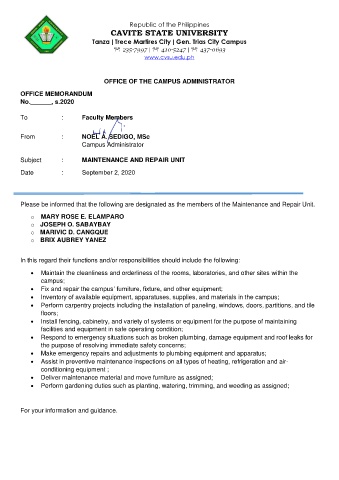 Republic of the Philippines
CAVITE STATE UNIVERSITY
Tanza | Trece Martires City | Gen. Trias City Campus
235-7997 | 410-5247 | 437-0693
www.cvsu.edu.ph
OFFICE OF THE CAMPUS ADMINISTRATOR
OFFICE MEMORANDUM
No.______, s.2020
To : Faculty Members
From : NOEL A. SEDIGO, MSc
Campus Administrator
Subject : MAINTENANCE AND REPAIR UNIT
Date : September 2, 2020
Please be informed that the following are designated as the members of the Maintenance and Repair Unit.
o MARY ROSE E. ELAMPARO
o JOSEPH O. SABAYBAY
o MARIVIC D. CANGQUE
o BRIX AUBREY YANEZ
In this regard their functions and/or responsibilities should include the following:
• Maintain the cleanliness and orderliness of the rooms, laboratories, and other sites within the
campus;
• Fix and repair the campus' furniture, fixture, and other equipment;
• Inventory of available equipment, apparatuses, supplies, and materials in the campus;
• Perform carpentry projects including the installation of paneling, windows, doors, partitions, and tile
floors;
• Install fencing, cabinetry, and variety of systems or equipment for the purpose of maintaining
facilities and equipment in safe operating condition;
• Respond to emergency situations such as broken plumbing, damage equipment and roof leaks for
the purpose of resolving immediate safety concerns;
• Make emergency repairs and adjustments to plumbing equipment and apparatus;
• Assist in preventive maintenance inspections on all types of heating, refrigeration and air-
conditioning equipment ;
• Deliver maintenance material and move furniture as assigned;
• Perform gardening duties such as planting, watering, trimming, and weeding as assigned;
For your information and guidance.